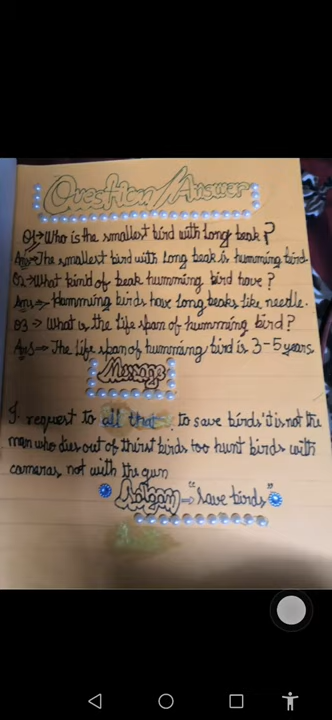 Question/Answer
Q1→Who is the smallest bird with long beak?
Ans→The smallest bird with long beak is humming bird.
Q2→What kind of beak humming bird have?
Ans→Hamming birds have long beaks like needle.
Q3→What is the life span of humming bird?
Ans→The life span of humming bird is 3-5 years.
Message
I request to all that to save birds it is not the
man who dies out of thirst birds too hunt birds with
cameras, not with the gun
→"Save birds"